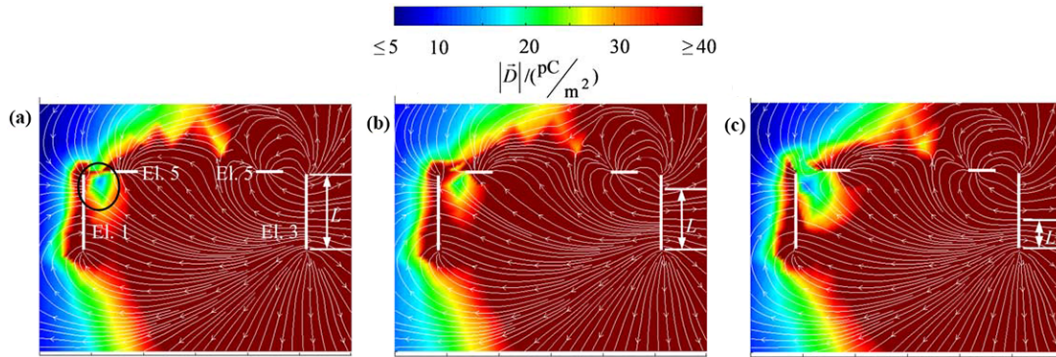 ≤5 10 20 30 ≥40
|D⃗|/(pC/m²)
(a) (b) (c)
El. 5 El. 5
El. 1 El. 3 L L L